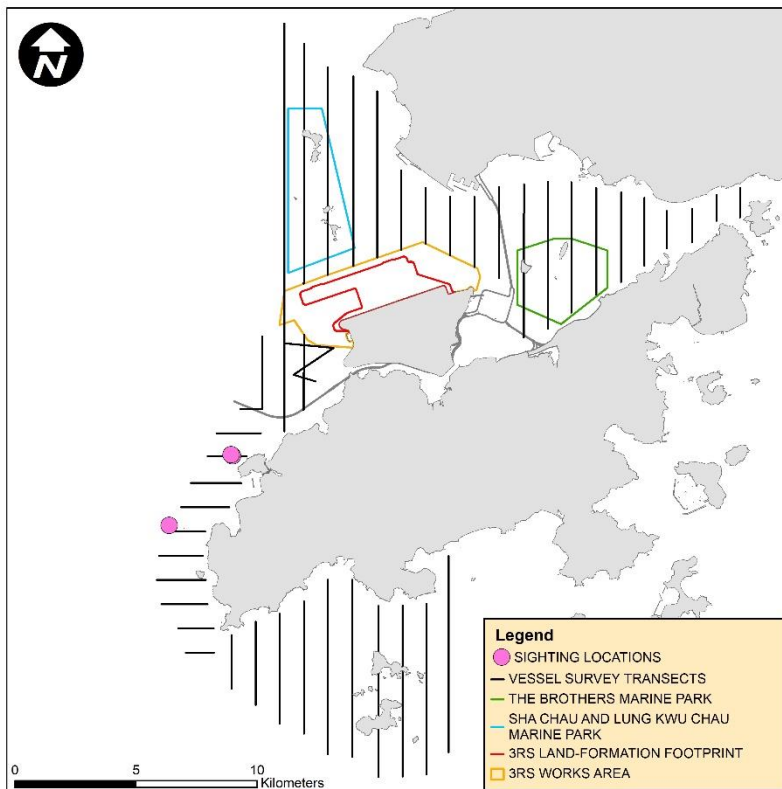 N
Legend
SIGHTING LOCATIONS
VESSEL SURVEY TRANSECTS
THE BROTHERS MARINE PARK
SHA CHAU AND LUNG KWU CHAU
MARINE PARK
3RS LAND-FORMATION FOOTPRINT
3RS WORKS AREA
0 5 10
Kilometers